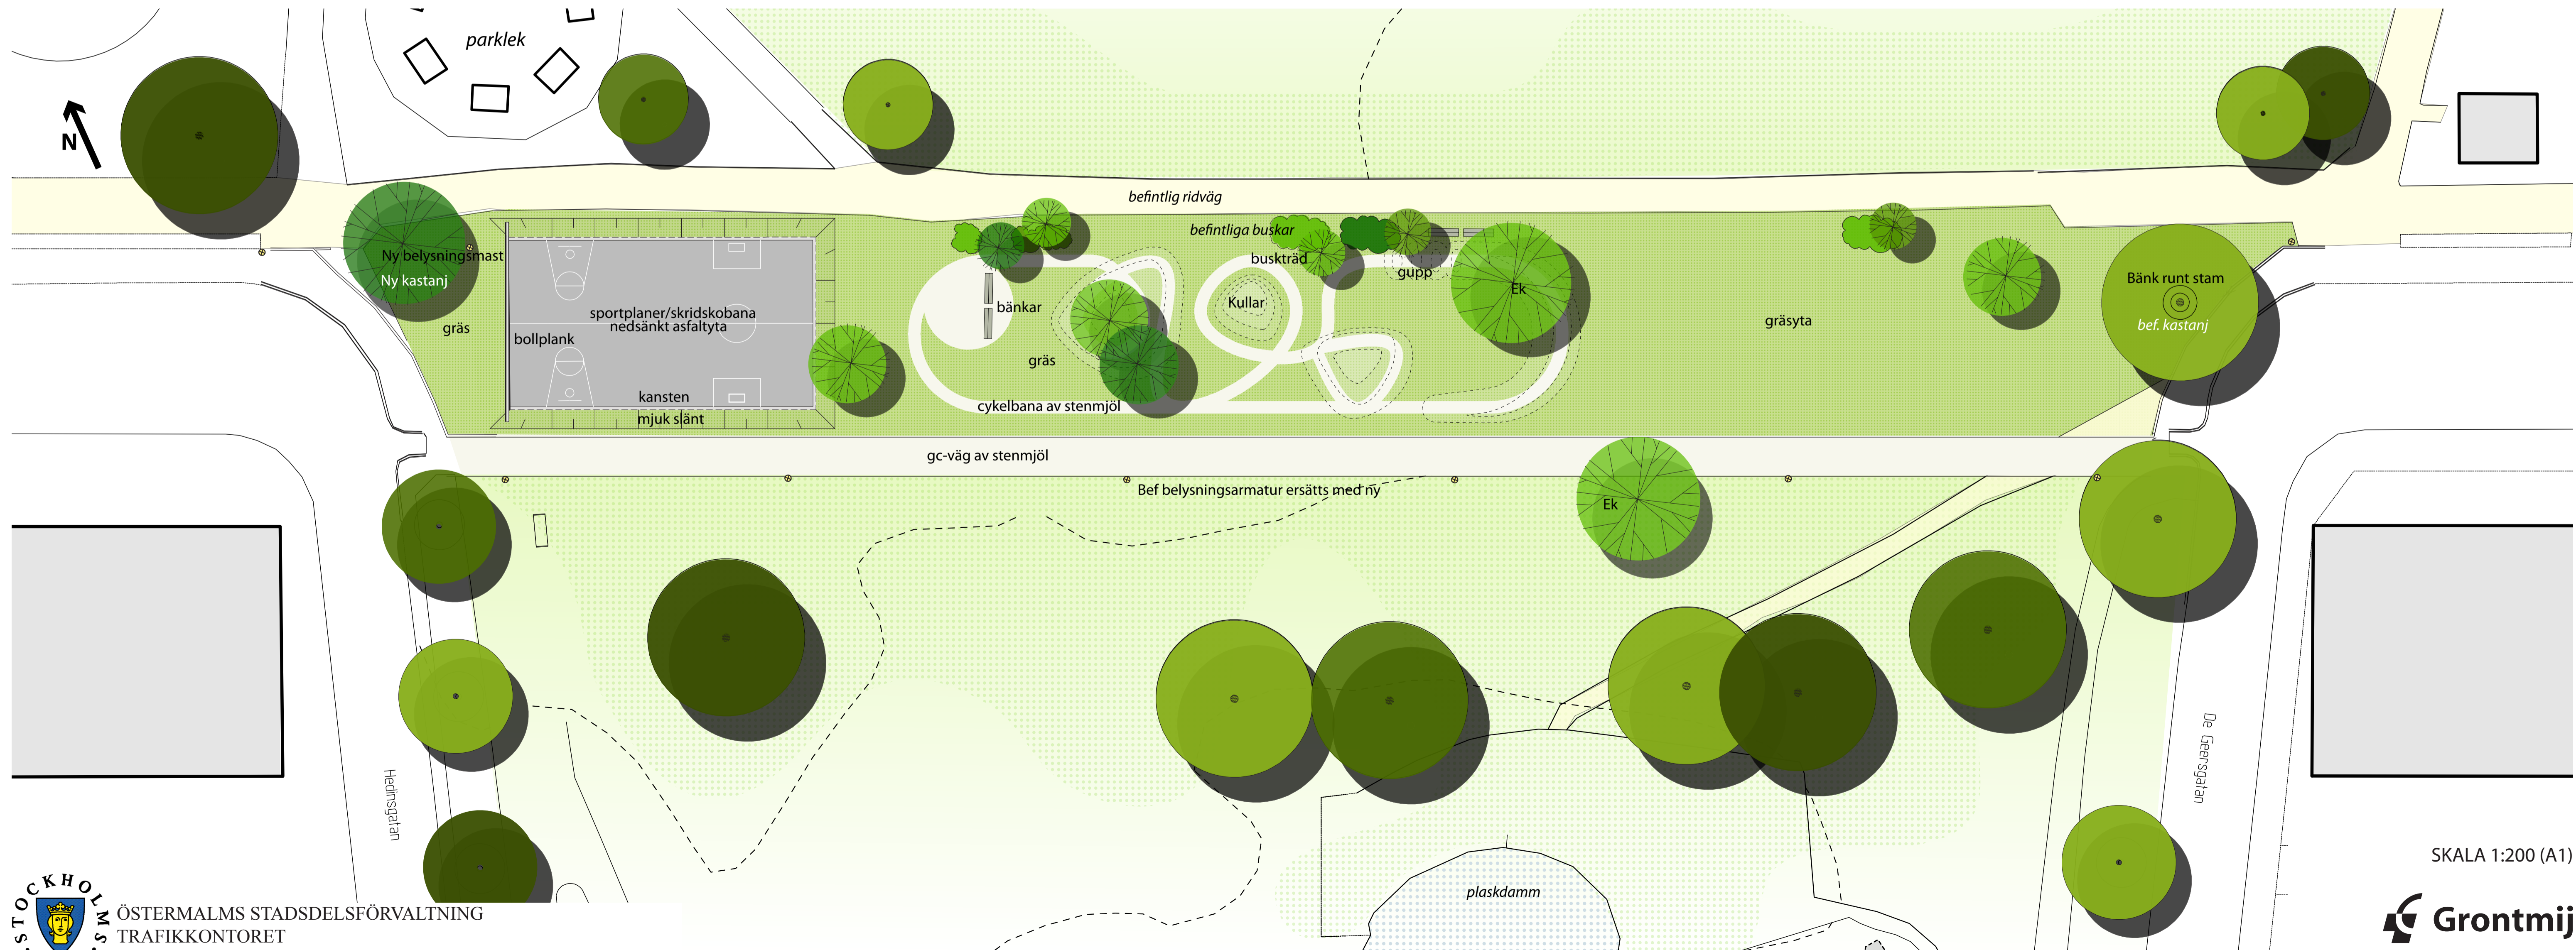 parklek
N
befintlig ridväg
befintliga buskar
buskträd
gupp
Ek
Ny belysningsmast
Ny kastanj
gräs
bollplank
sportplaner/skridskobana
nedsänkt asfaltyta
kansten
mjuk slänt
bänkar
gräs
Kullar
cykelbana av stenmjöl
gräsyta
Bänk runt stam
bef. kastanj
gc-väg av stenmjöl
Bef belysningsarmatur ersätts med ny
Ek
Hedinsgatan
De Geersgatan
plaskdamm
SKALA 1:200 (A1)
STOCKHOLMS
ÖSTERMALMS STADSDELSFÖRVALTNING
TRAFIKKONTORET
Grontmij